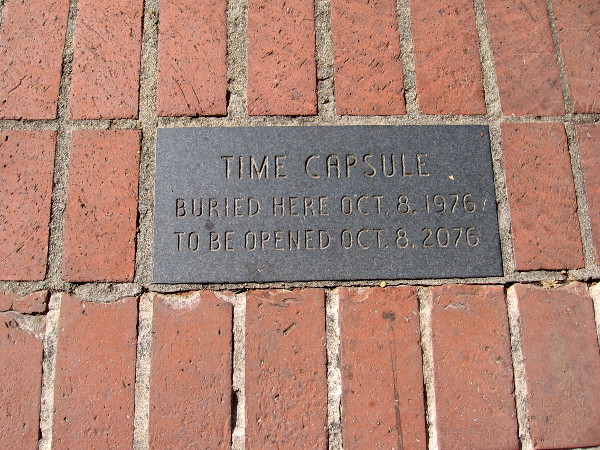 TIME CAPSULE
BURIED HERE OCT. 8, 1976
TO BE OPENED OCT. 8, 2076